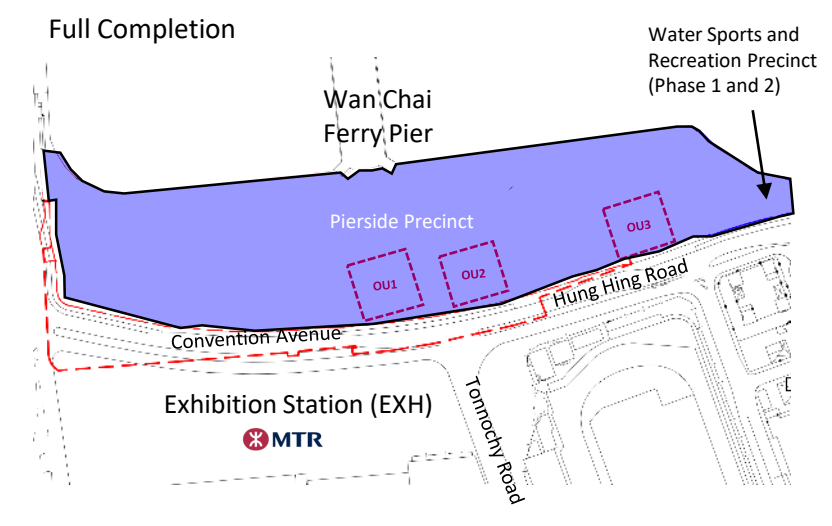 Full Completion
Water Sports and
Recreation Precinct
(Phase 1 and 2)
Wan Chai
Ferry Pier
Pierside Precinct
OU1
OU2
OU3
Hung Hing Road
Convention Avenue
Exhibition Station (EXH)
MTR
Tonnochy Road